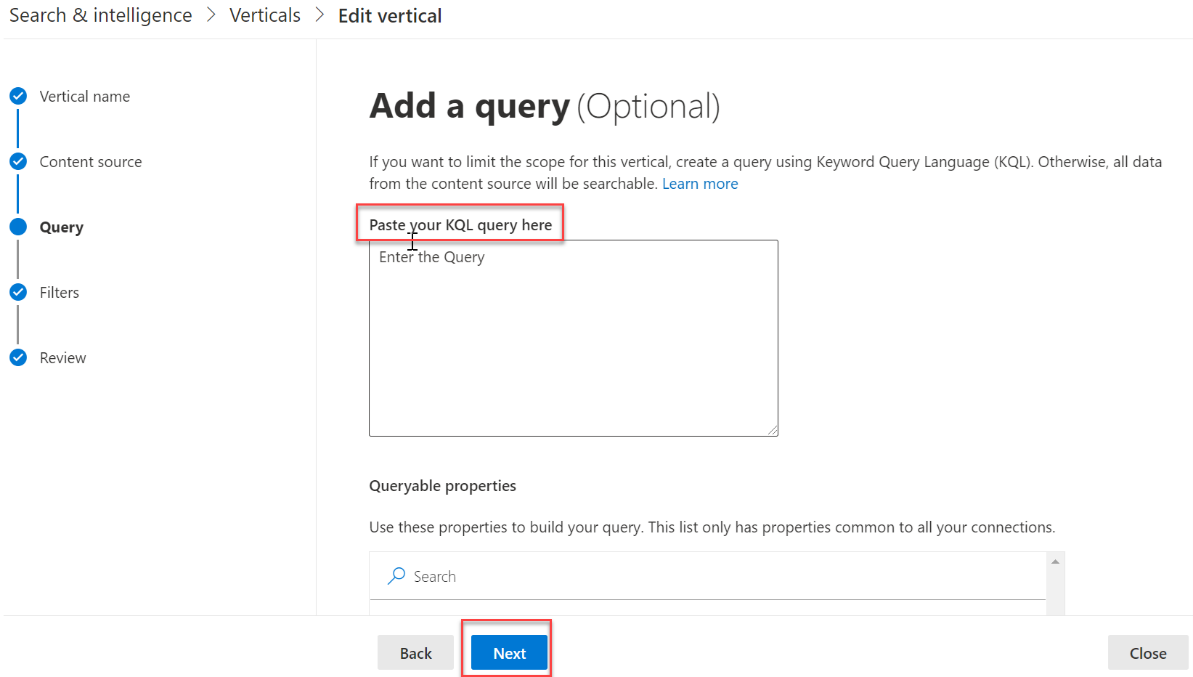 Search & intelligence > Verticals > Edit vertical
Vertical name
Content source
Query
Filters
Review
Add a query (Optional)
If you want to limit the scope for this vertical, create a query using Keyword Query Language (KQL). Otherwise, all data
from the content source will be searchable. Learn more
Paste your KQL query here
Enter the Query
Queryable properties
Use these properties to build your query. This list only has properties common to all your connections.
Search
Back
Next
Close